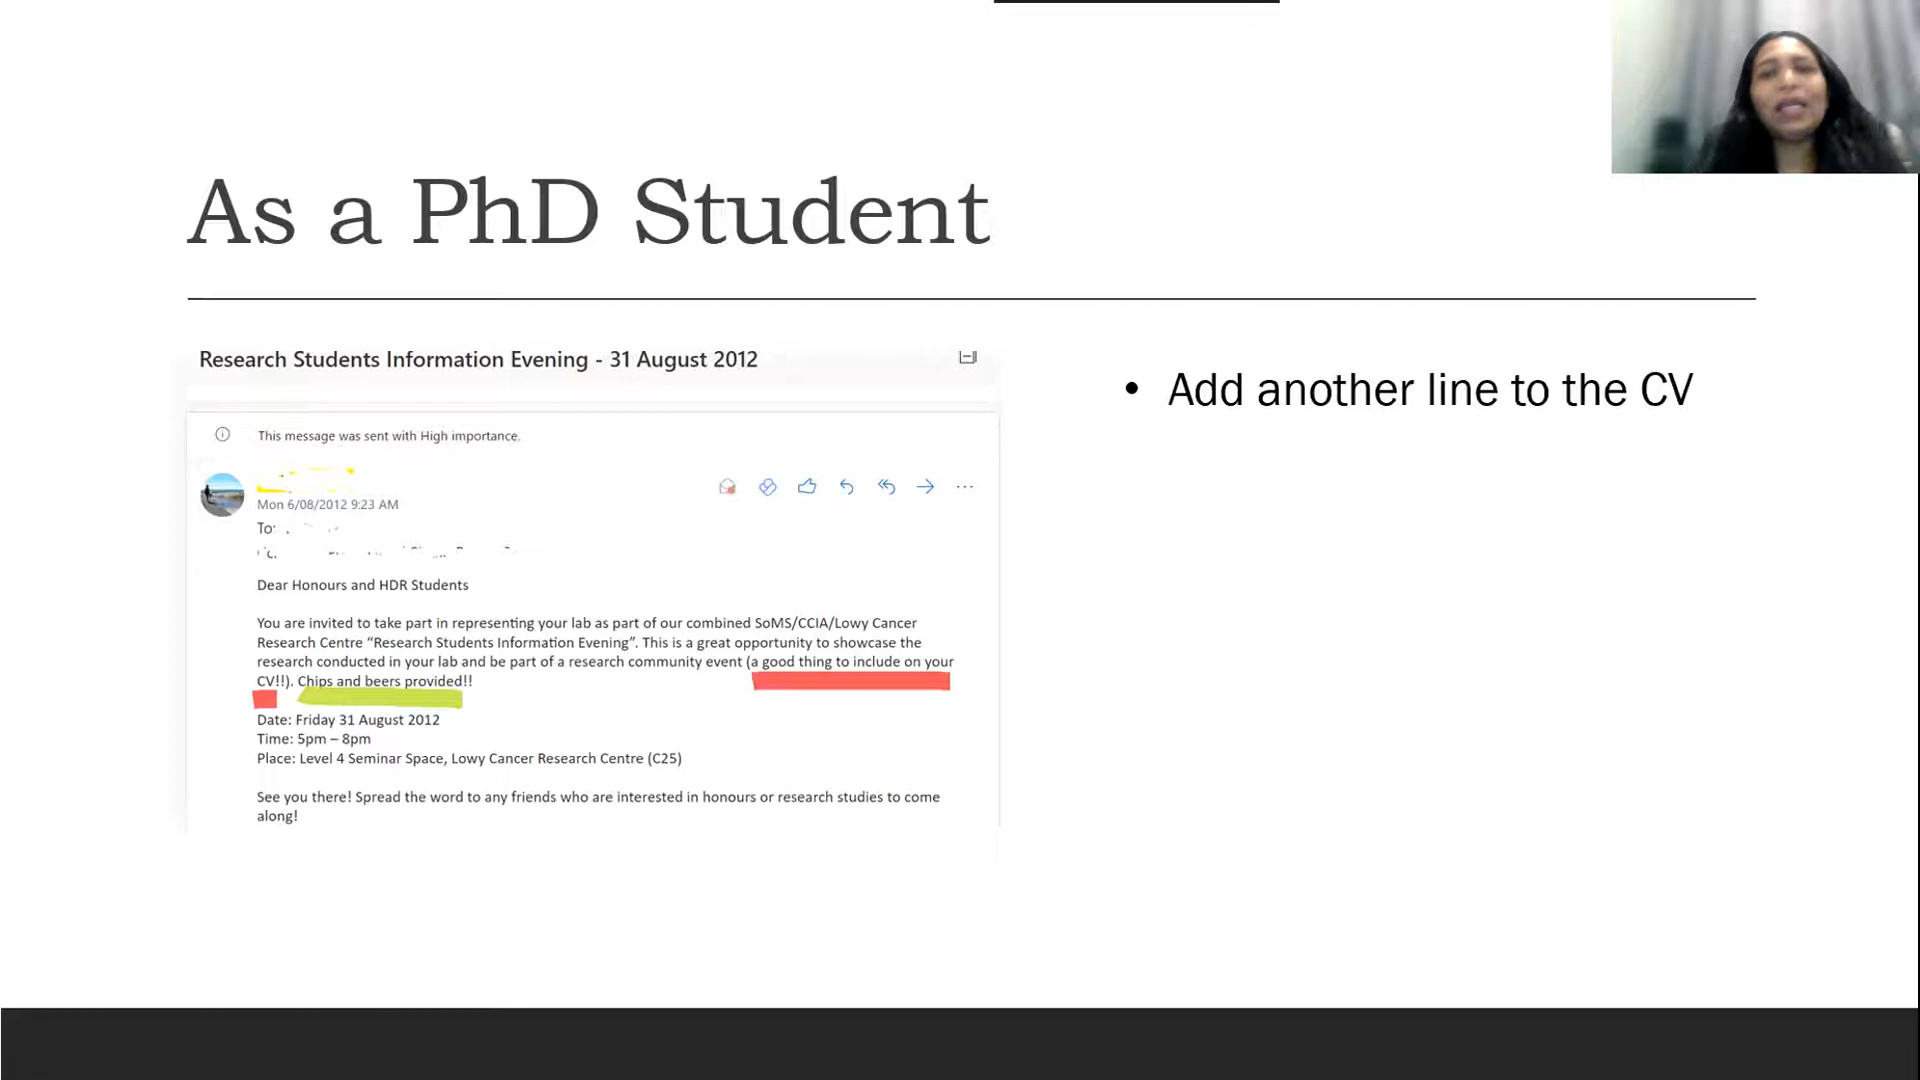 As a PhD Student
Research Students Information Evening - 31 August 2012
This message was sent with High importance.
Mon 6/08/2012 9:23 AM
To:
Dear Honours and HDR Students
You are invited to take part in representing your lab as part of our combined SoMS/CCIA/Lowy Cancer
Research Centre “Research Students Information Evening”. This is a great opportunity to showcase the
research conducted in your lab and be part of a research community event (a good thing to include on your
CV!!). Chips and beers provided!!
Date: Friday 31 August 2012
Time: 5pm – 8pm
Place: Level 4 Seminar Space, Lowy Cancer Research Centre (C25)
See you there! Spread the word to any friends who are interested in honours or research studies to come
along!
• Add another line to the CV